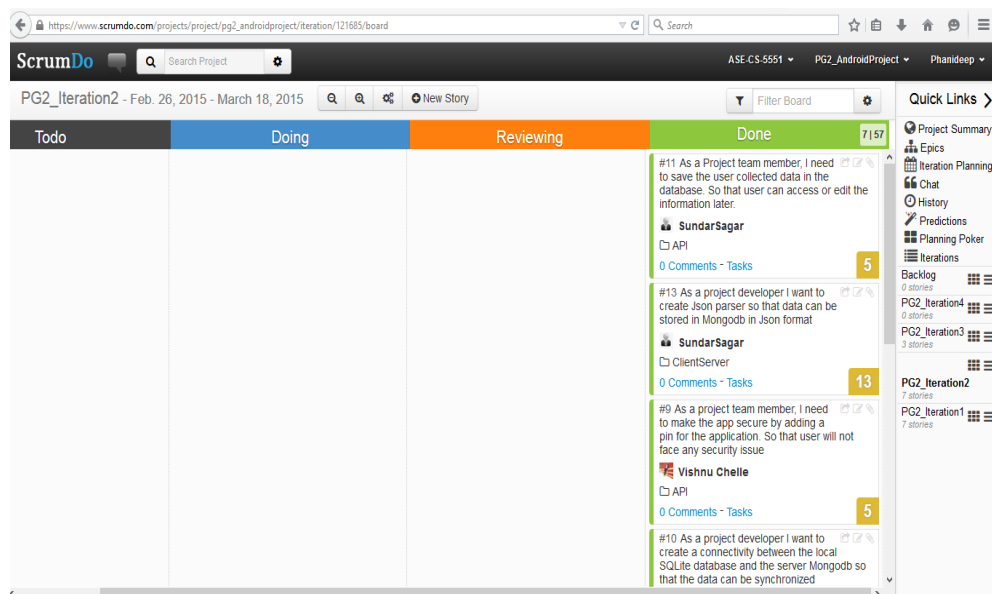 https://www.scrumdo.com/projects/project/pg2_androidproject/iteration/121685/board
Search
ScrumDo
Search Project
ASE-CS-5551
PG2_AndroidProject
Phanideep
PG2_Iteration2 - Feb. 26, 2015 - March 18, 2015
New Story
Filter Board
Quick Links
Todo
Doing
Reviewing
Done
7 | 57
#11 As a Project team member, I need
to save the user collected data in the
database. So that user can access or edit the
information later.
SundarSagar
API
0 Comments - Tasks
5
#13 As a project developer I want to
create Json parser so that data can be
stored in Mongodb in Json format
SundarSagar
ClientServer
0 Comments - Tasks
13
#9 As a project team member, I need
to make the app secure by adding a
pin for the application. So that user will not
face any security issue
Vishnu Chelle
API
0 Comments - Tasks
5
#10 As a project developer I want to
create a connectivity between the local
SQLite database and the server Mongodb so
that the data can be synchronized
Project Summary
Epics
Iteration Planning
Chat
History
Predictions
Planning Poker
Iterations
Backlog
0 stories
PG2_Iteration4
0 stories
PG2_Iteration3
3 stories
PG2_Iteration2
7 stories
PG2_Iteration1
7 stories